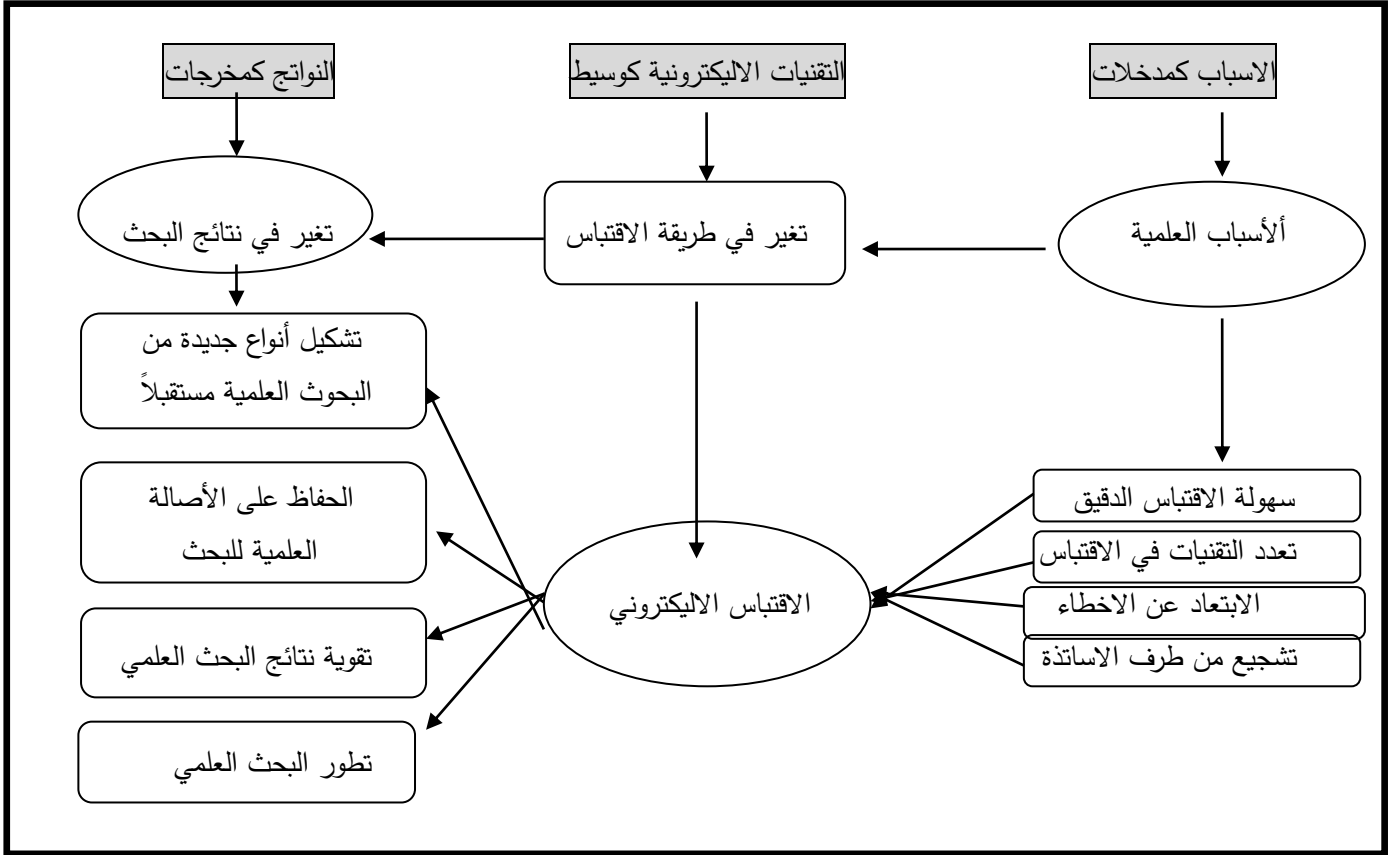 الاسباب كمدخلات
التقنيات الاليكترونية كوسيط
النواتج كمخرجات
ألأسباب العلمية
تغير في طريقة الاقتباس
تغير في نتائج البحث
سهولة الاقتباس الدقيق
تعدد التقنيات في الاقتباس
الابتعاد عن الاخطاء
تشجيع من طرف الاساتذة
الاقتباس الاليكتروني
تشكيل أنواع جديدة من
البحوث العلمية مستقبلاً
الحفاظ على الأصالة
العلمية للبحث
تقوية نتائج البحث العلمي
تطور البحث العلمي